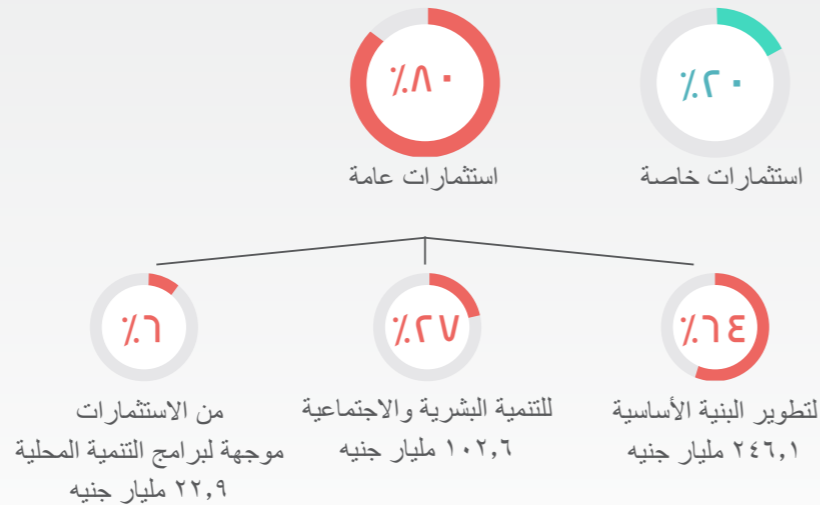 ٪٢٠
استثمارات خاصة
٪٨٠
استثمارات عامة
٪٦٤
لتطوير البنية الأساسية
٢٤٦,١ مليار جنيه
٪٢٧
للتنمية البشرية والاجتماعية
١٠٢,٦ مليار جنيه
٪٦
من الاستثمارات
موجهة لبرامج التنمية المحلية
٢٢,٩ مليار جنيه